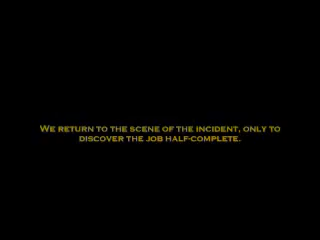 We return to the scene of the incident, only to
discover the job half-complete.